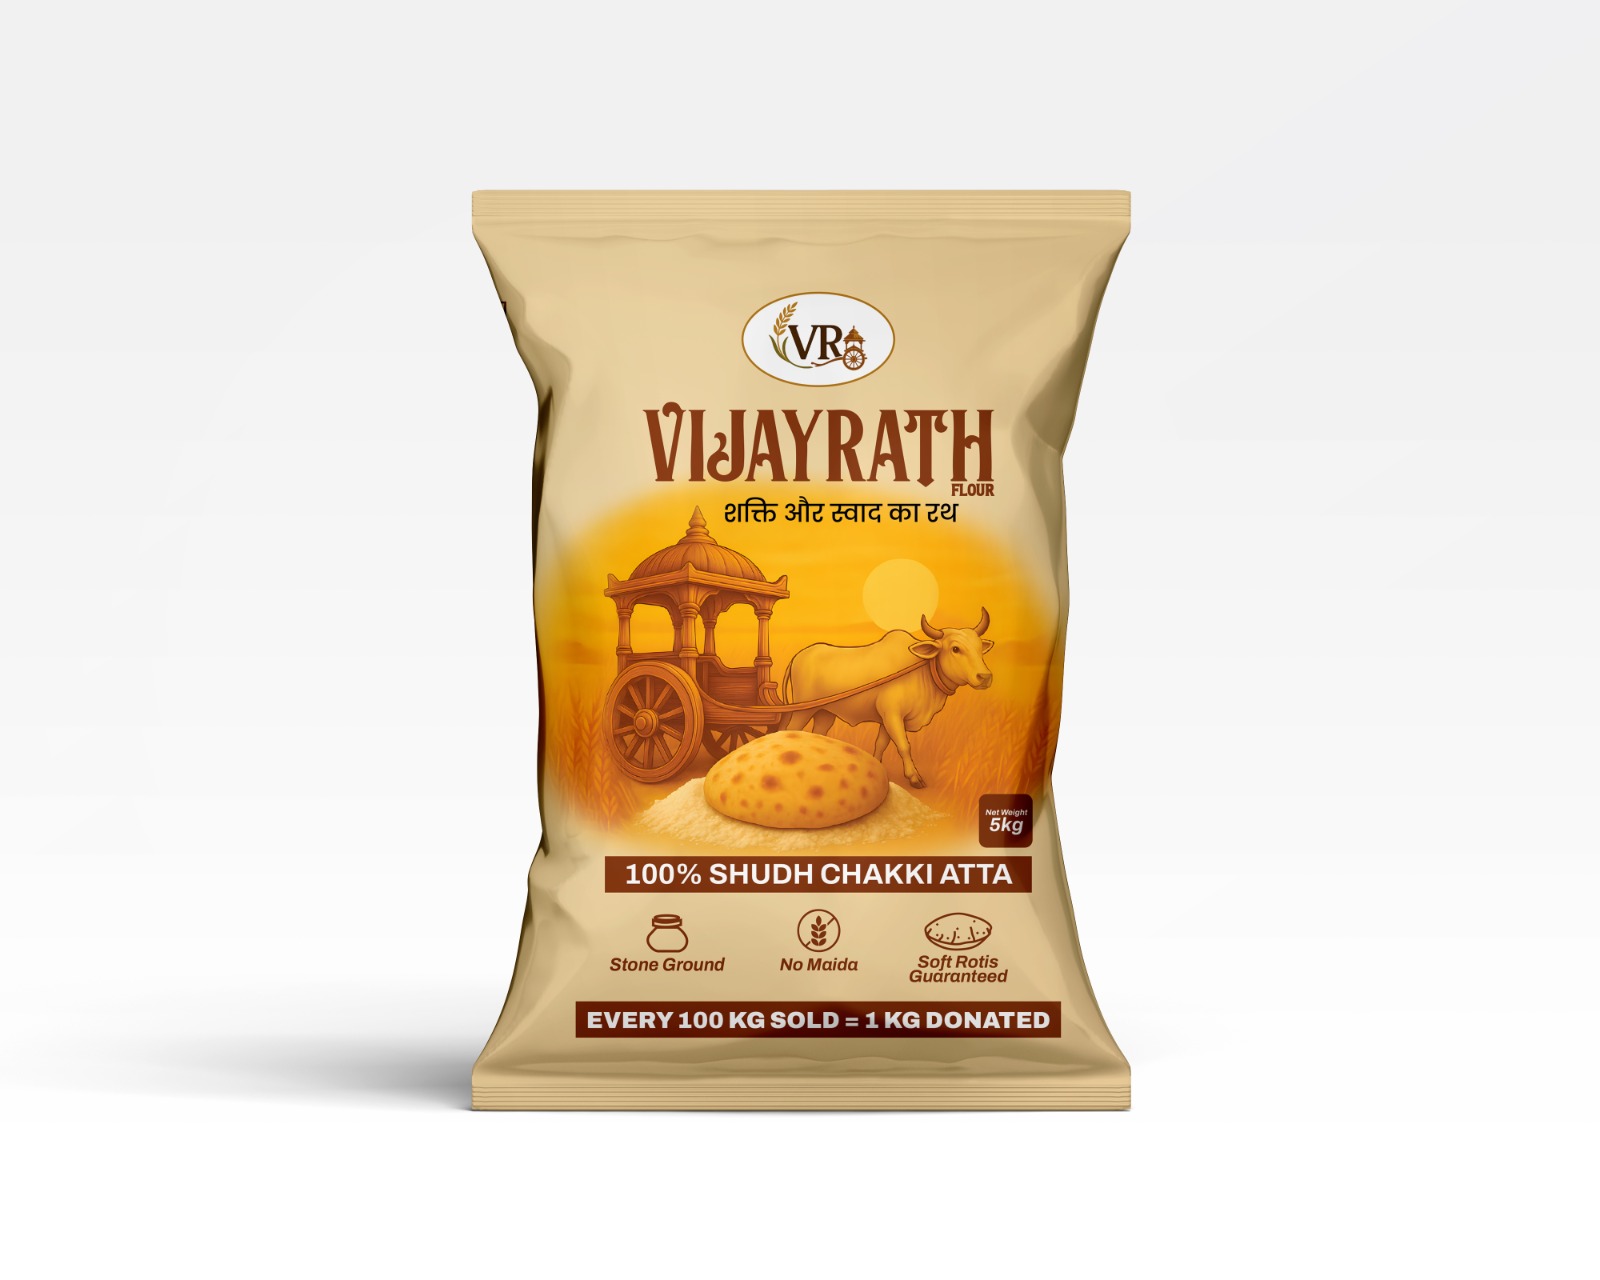 VR
VIJAYRATH
FLOUR
शक्ति और स्वाद का रथ
Net Weight
5kg
100% SHUDH CHAKKI ATTA
Stone Ground
No Maida
Soft Rotis
Guaranteed
EVERY 100 KG SOLD = 1 KG DONATED